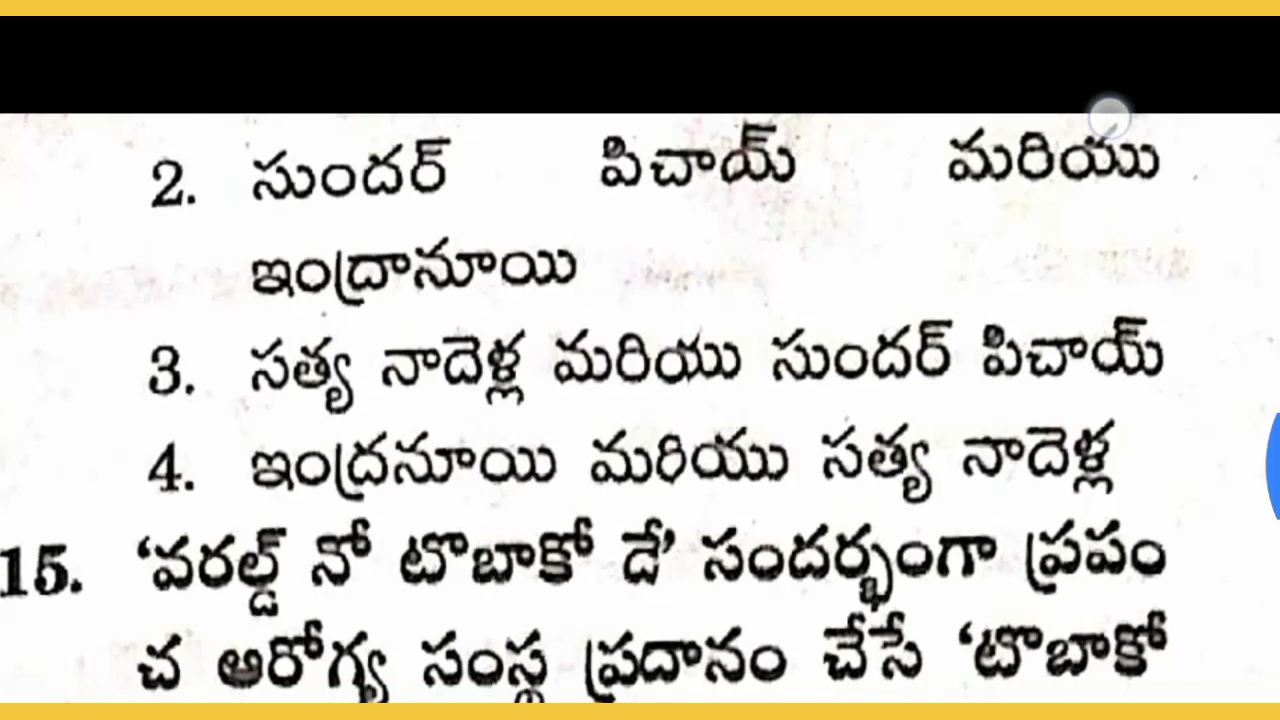 2. సుందర్ పిచాయ్ మరియు
ఇంద్రానూయి
3. సత్య నాదెళ్ల మరియు సుందర్ పిచాయ్
4. ఇంద్రనూయి మరియు సత్య నాదెళ్ల
15. ‘వరల్డ్ నో టొబాకో డే’ సందర్భంగా ప్రపం
చ ఆరోగ్య సంస్థ ప్రదానం చేసే ‘టొబాకో